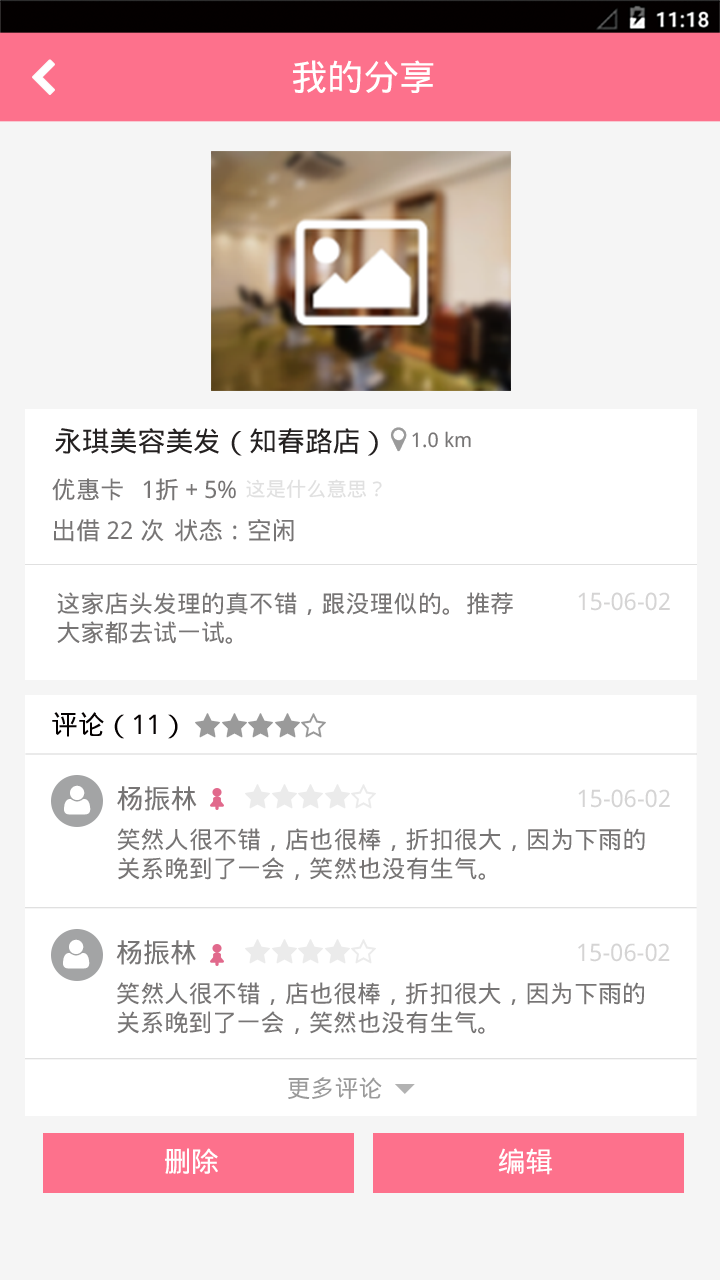 11:18
我的分享
永琪美容美发（知春路店） 1.0 km
优惠卡 1折 + 5% 这是什么意思？
出借 22 次 状态：空闲
这家店头发理的真不错，跟没理似的。推荐 15-06-02
大家都去试一试。
评论（11）
杨振林 15-06-02
笑然人很不错，店也很棒，折扣很大，因为下雨的
关系晚到了一会，笑然也没有生气。
杨振林 15-06-02
笑然人很不错，店也很棒，折扣很大，因为下雨的
关系晚到了一会，笑然也没有生气。
更多评论
删除 编辑